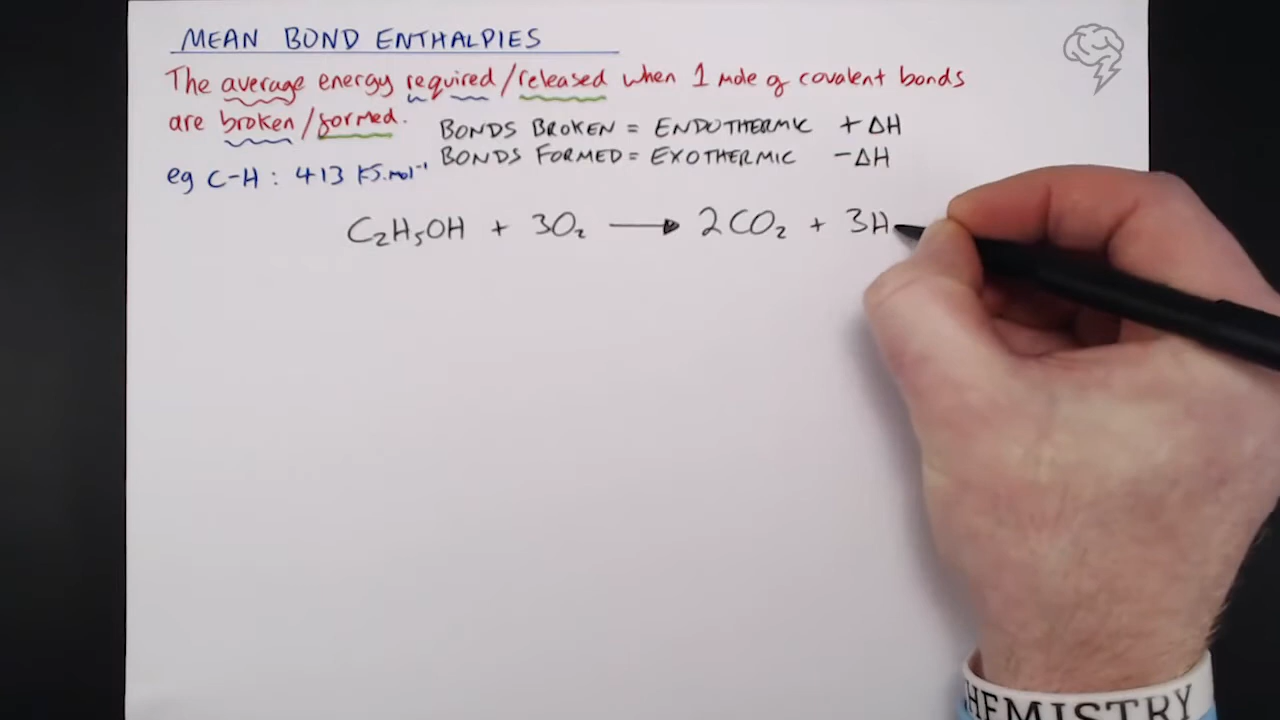 MEAN BOND ENTHALPIES
The average energy required/released when 1 mole of covalent bonds
are broken/formed.
BONDS BROKEN = ENDOTHERMIC +ΔH
BONDS FORMED = EXOTHERMIC -ΔH
eg C-H : 413 KJ.mol⁻¹
C₂H₅OH + 3O₂ → 2CO₂ + 3H
HEMISTRY